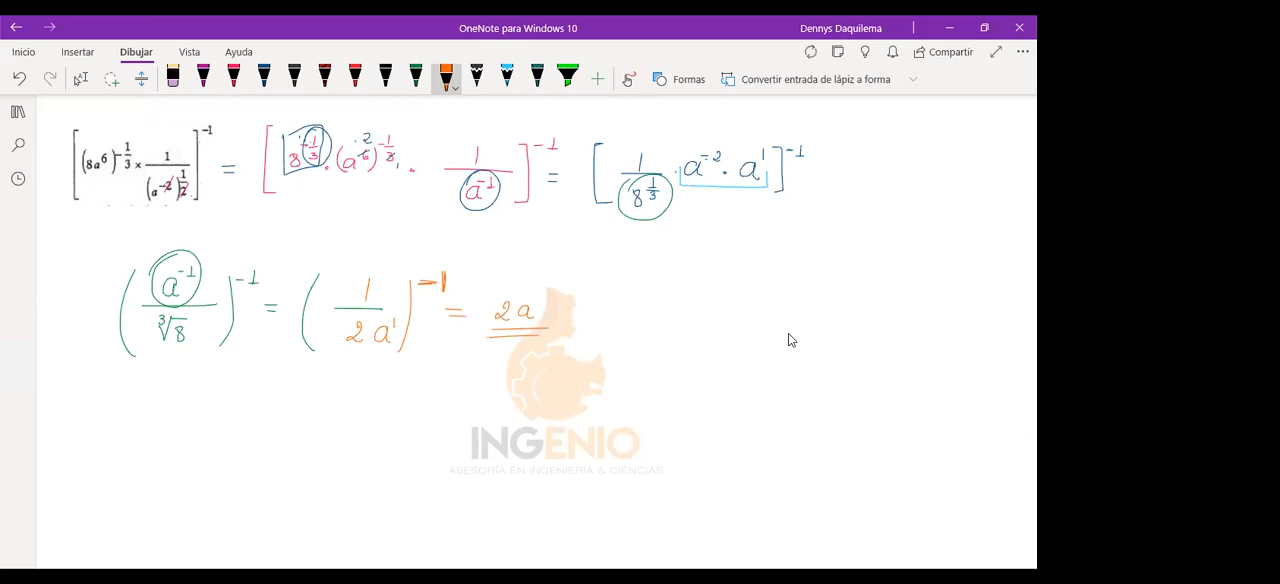 OneNote para Windows 10
Dennys Daquilema
Inicio Insertar Dibujar Vista Ayuda
Compartir
Formas Convertir entrada de lápiz a forma
[(8a⁶)^(-1/3) × 1/(a⁻²)^(1/2)]⁻¹ = [8^(-1/3) · (a⁶)^(-1/3) · 1/a⁻¹]⁻¹ = [1/8^(1/3) · a⁻² · a¹]⁻¹
(a⁻¹/∛8)⁻¹ = (1/2a¹)⁻¹ = 2a
INGENIO
ASESORÍA EN INGENIERÍA & CIENCIAS